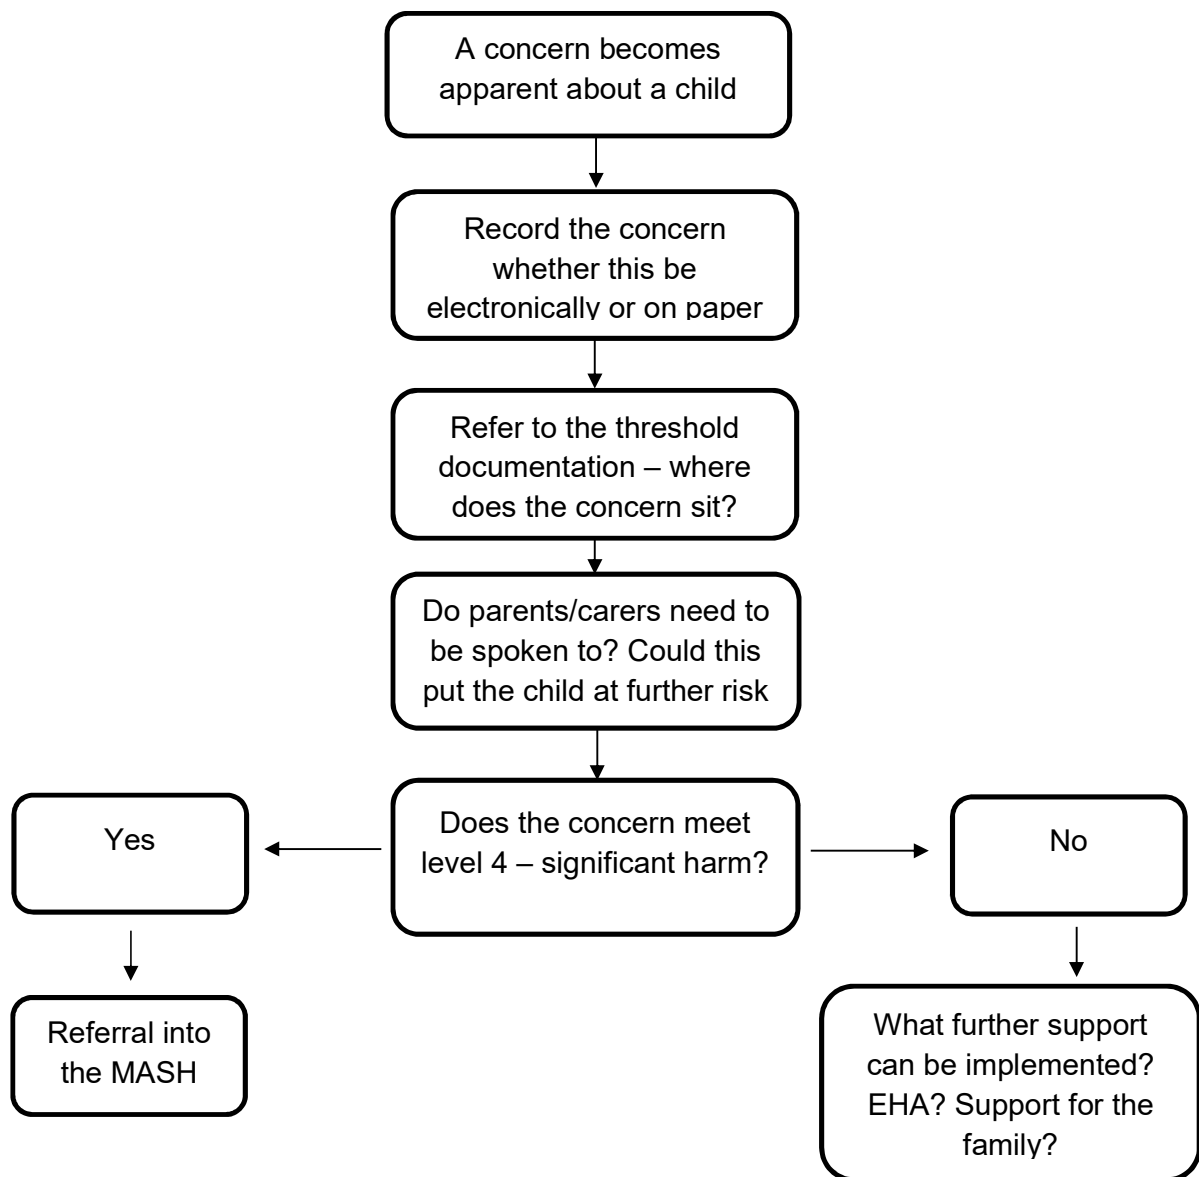 A concern becomes
apparent about a child
Record the concern
whether this be
electronically or on paper
Refer to the threshold
documentation – where
does the concern sit?
Do parents/carers need to
be spoken to? Could this
put the child at further risk
Does the concern meet
level 4 – significant harm?
Yes
No
Referral into
the MASH
What further support
can be implemented?
EHA? Support for the
family?